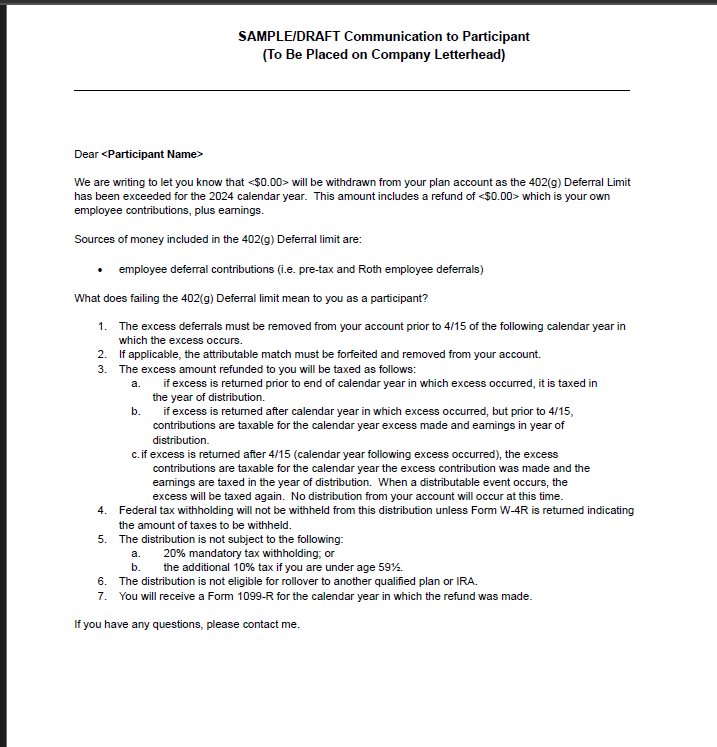 SAMPLE/DRAFT Communication to Participant
(To Be Placed on Company Letterhead)
Dear <Participant Name>
We are writing to let you know that <$0.00> will be withdrawn from your plan account as the 402(g) Deferral Limit
has been exceeded for the 2024 calendar year.  This amount includes a refund of <$0.00> which is your own
employee contributions, plus earnings.
Sources of money included in the 402(g) Deferral limit are:
• employee deferral contributions (i.e. pre-tax and Roth employee deferrals)
What does failing the 402(g) Deferral limit mean to you as a participant?
1. The excess deferrals must be removed from your account prior to 4/15 of the following calendar year in
which the excess occurs.
2. If applicable, the attributable match must be forfeited and removed from your account.
3. The excess amount refunded to you will be taxed as follows:
a. if excess is returned prior to end of calendar year in which excess occurred, it is taxed in
the year of distribution.
b. if excess is returned after calendar year in which excess occurred, but prior to 4/15,
contributions are taxable for the calendar year excess made and earnings in year of
distribution.
c. if excess is returned after 4/15 (calendar year following excess occurred), the excess
contributions are taxable for the calendar year the excess contribution was made and the
earnings are taxed in the year of distribution.  When a distributable event occurs, the
excess will be taxed again.  No distribution from your account will occur at this time.
4. Federal tax withholding will not be withheld from this distribution unless Form W-4R is returned indicating
the amount of taxes to be withheld.
5. The distribution is not subject to the following:
a. 20% mandatory tax withholding; or
b. the additional 10% tax if you are under age 59½.
6. The distribution is not eligible for rollover to another qualified plan or IRA.
7. You will receive a Form 1099-R for the calendar year in which the refund was made.
If you have any questions, please contact me.